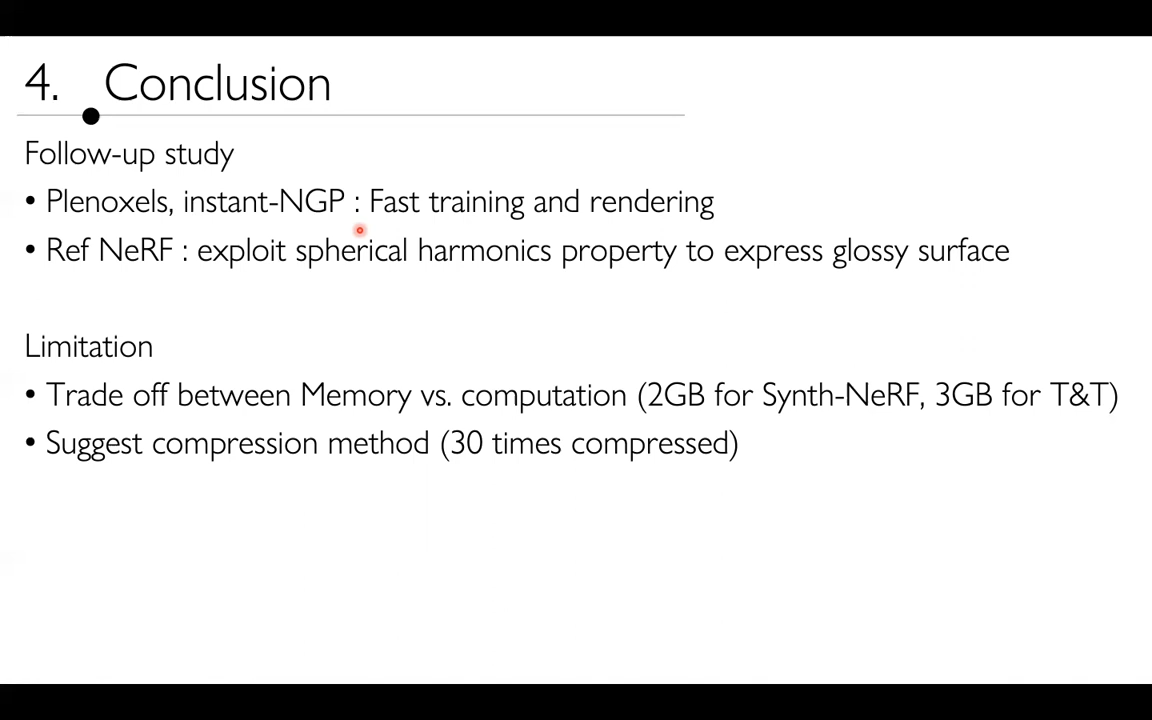 4. Conclusion
Follow-up study
• Plenoxels, instant-NGP : Fast training and rendering
• Ref NeRF : exploit spherical harmonics property to express glossy surface
Limitation
• Trade off between Memory vs. computation (2GB for Synth-NeRF, 3GB for T&T)
• Suggest compression method (30 times compressed)